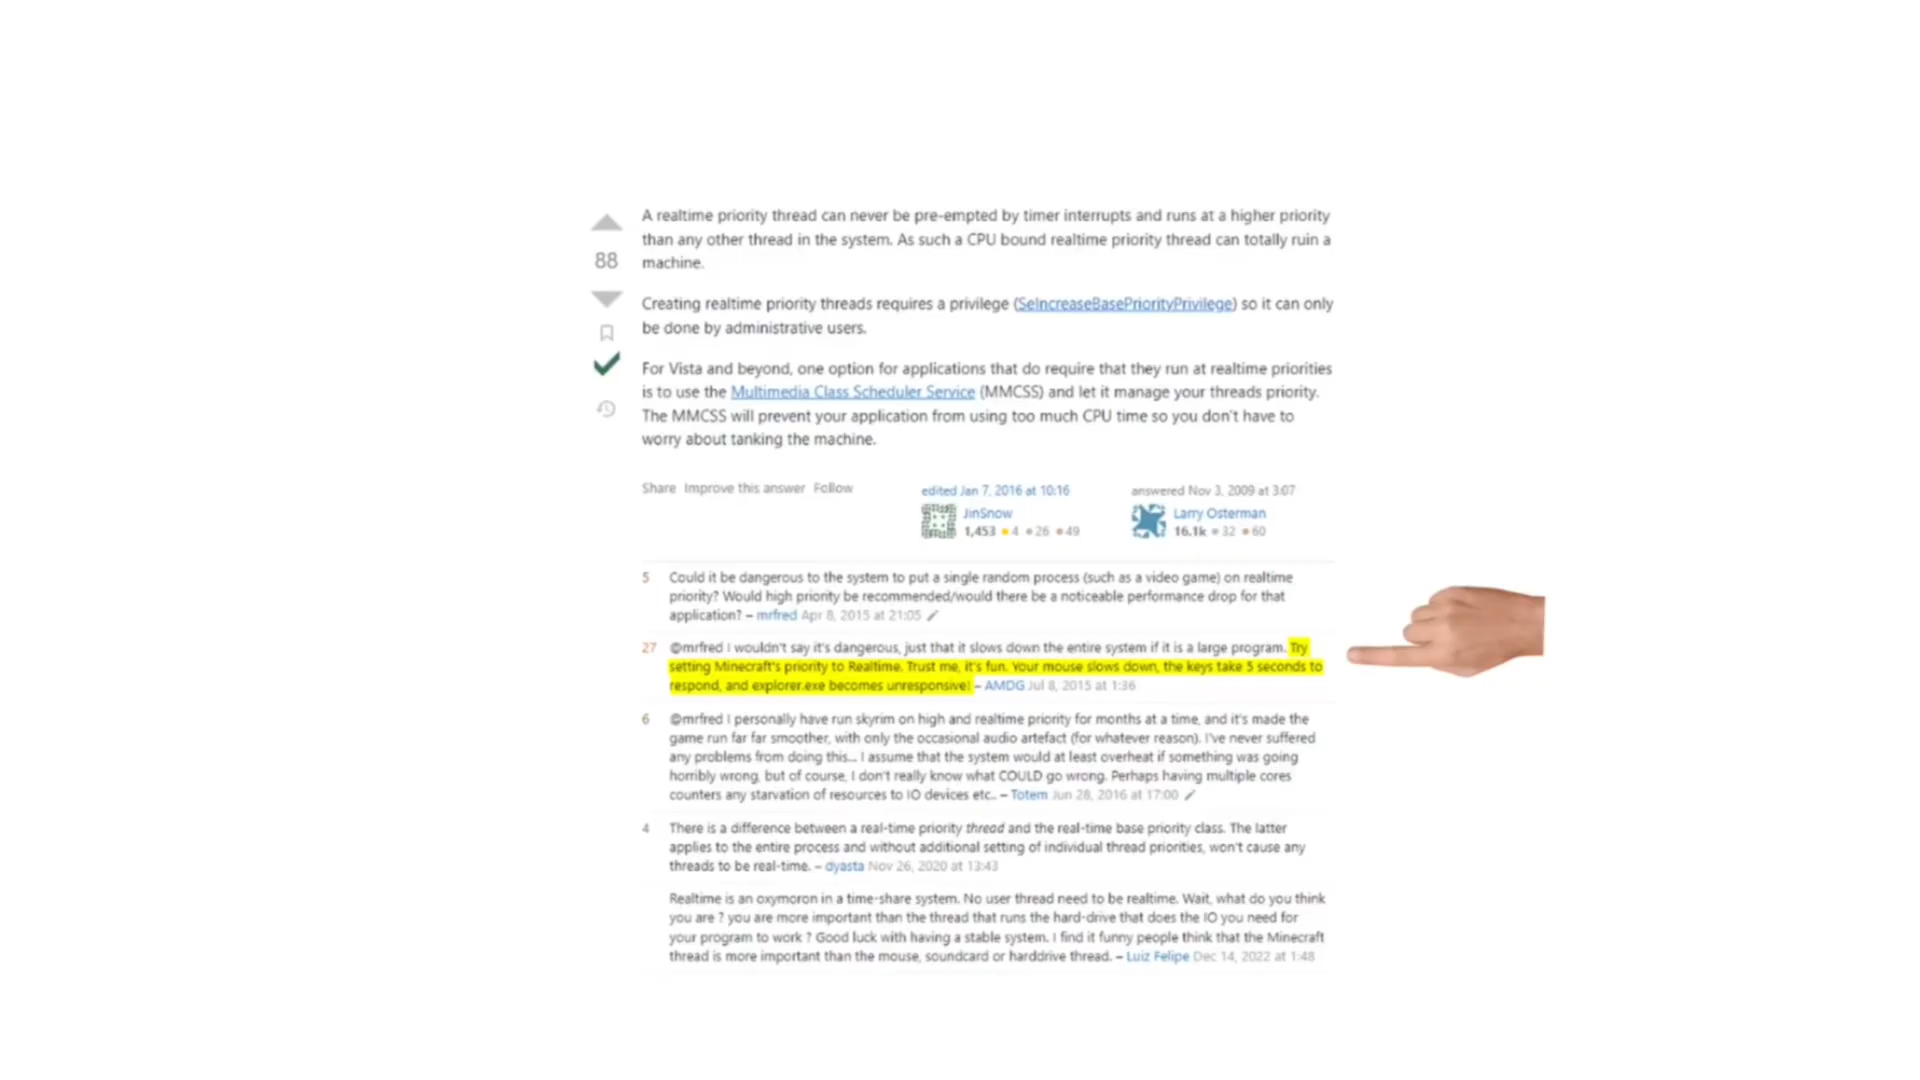 A realtime priority thread can never be pre-empted by timer interrupts and runs at a higher priority
than any other thread in the system. As such a CPU bound realtime priority thread can totally ruin a
machine.
88
Creating realtime priority threads requires a privilege (SeIncreaseBasePriorityPrivilege) so it can only
be done by administrative users.
For Vista and beyond, one option for applications that do require that they run at realtime priorities
is to use the Multimedia Class Scheduler Service (MMCSS) and let it manage your threads priority.
The MMCSS will prevent your application from using too much CPU time so you don't have to
worry about tanking the machine.
Share Improve this answer Follow
edited Jan 7, 2016 at 10:16
JinSnow
1,453 4 26 49
answered Nov 3, 2009 at 3:07
Larry Osterman
16.1k 32 60
5 Could it be dangerous to the system to put a single random process (such as a video game) on realtime
priority? Would high priority be recommended/would there be a noticeable performance drop for that
application? – mrfred Apr 8, 2015 at 21:05
27 @mrfred I wouldn't say it's dangerous, just that it slows down the entire system if it is a large program. Try
setting Minecraft's priority to Realtime. Trust me, it's fun. Your mouse slows down, the keys take 5 seconds to
respond, and explorer.exe becomes unresponsive! – AMDG Jul 8, 2015 at 1:36
6 @mrfred I personally have run skyrim on high and realtime priority for months at a time, and it's made the
game run far far smoother, with only the occasional audio artefact (for whatever reason). I've never suffered
any problems from doing this... I assume that the system would at least overheat if something was going
horribly wrong, but of course, I don't really know what COULD go wrong. Perhaps having multiple cores
counters any starvation of resources to IO devices etc.. – Totem Jun 28, 2016 at 17:00
4 There is a difference between a real-time priority thread and the real-time base priority class. The latter
applies to the entire process and without additional setting of individual thread priorities, won't cause any
threads to be real-time. – dyasta Nov 26, 2020 at 13:43
Realtime is an oxymoron in a time-share system. No user thread need to be realtime. Wait, what do you think
you are ? you are more important than the thread that runs the hard-drive that does the IO you need for
your program to work ? Good luck with having a stable system. I find it funny people think that the Minecraft
thread is more important than the mouse, soundcard or harddrive thread. – Luiz Felipe Dec 14, 2022 at 1:48